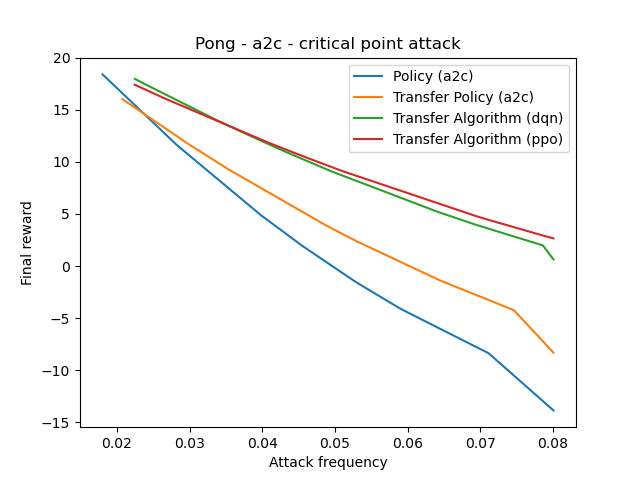 Pong - a2c - critical point attack
Policy (a2c)
Transfer Policy (a2c)
Transfer Algorithm (dqn)
Transfer Algorithm (ppo)
Final reward
20
15
10
5
0
−5
−10
−15
0.02 0.03 0.04 0.05 0.06 0.07 0.08
Attack frequency